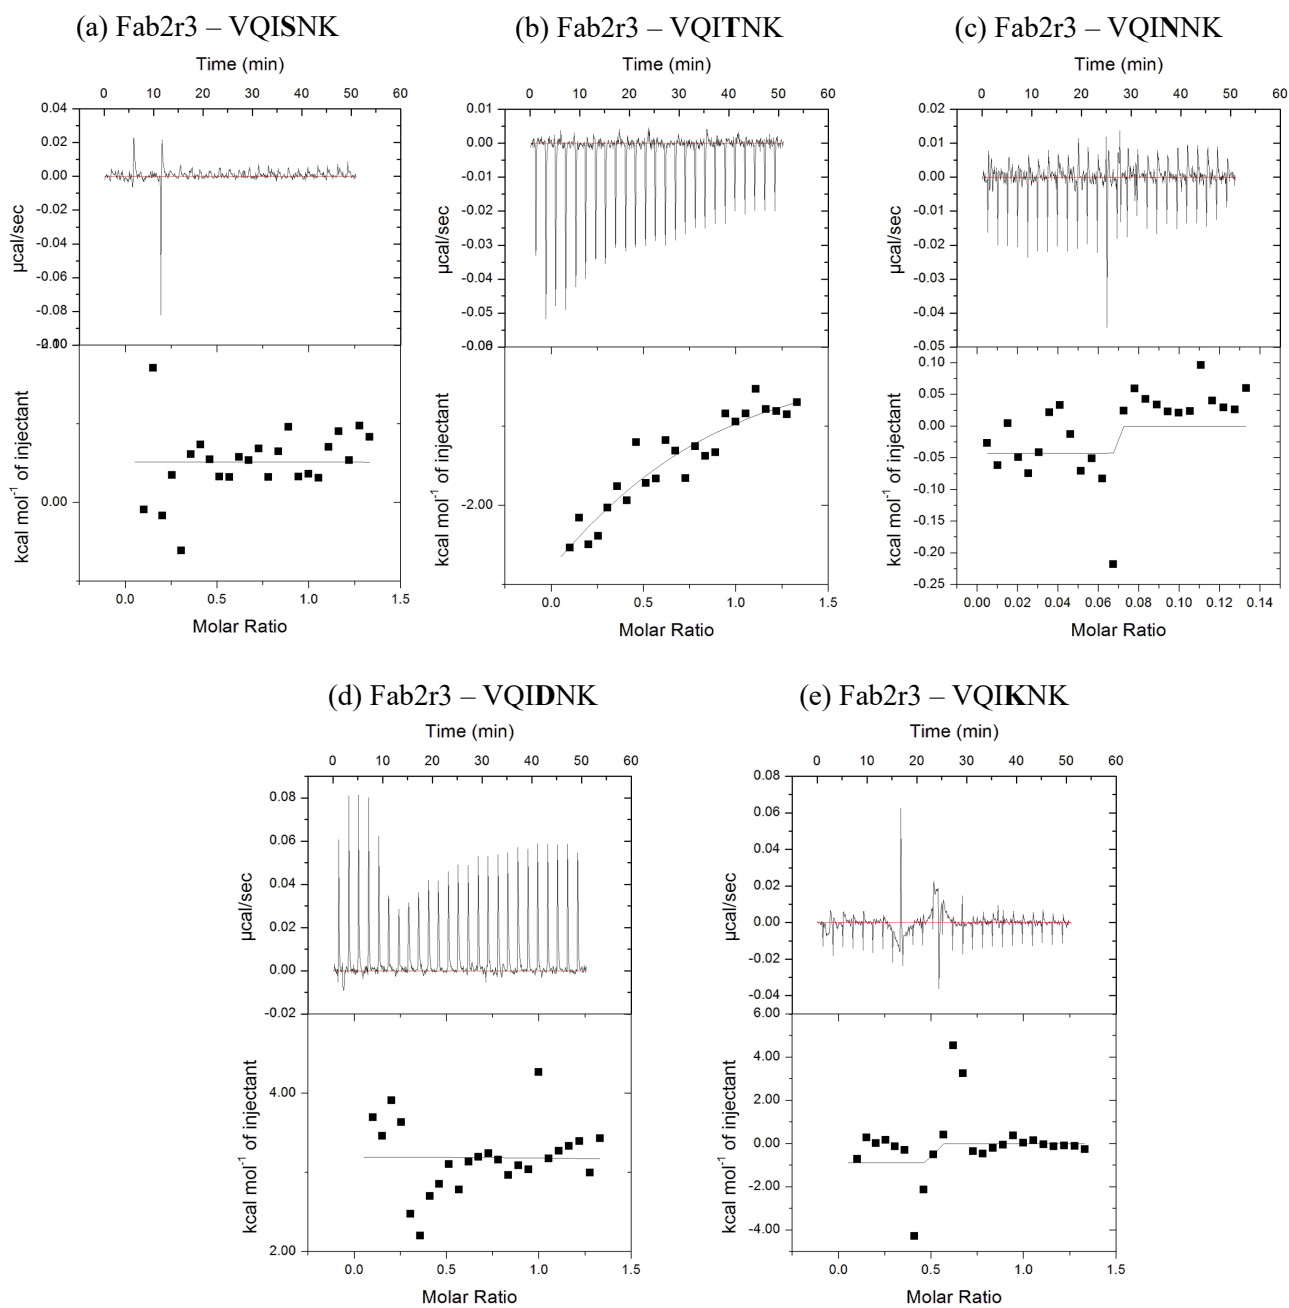 (a) Fab2r3 – VQISNK
Time (min)
0 10 20 30 40 50 60
0.04
0.02
0.00
-0.02
-0.04
-0.06
-0.08
µcal/sec
0.00
kcal mol-1 of injectant
0.0 0.5 1.0 1.5
Molar Ratio
(b) Fab2r3 – VQITNK
Time (min)
0 10 20 30 40 50 60
0.01
0.00
-0.01
-0.02
-0.03
-0.04
-0.05
-0.06
µcal/sec
-2.00
kcal mol-1 of injectant
0.0 0.5 1.0 1.5
Molar Ratio
(c) Fab2r3 – VQINNK
Time (min)
0 10 20 30 40 50 60
0.02
0.01
0.00
-0.01
-0.02
-0.03
-0.04
-0.05
µcal/sec
0.10
0.05
0.00
-0.05
-0.10
-0.15
-0.20
-0.25
kcal mol-1 of injectant
0.00 0.02 0.04 0.06 0.08 0.10 0.12 0.14
Molar Ratio
(d) Fab2r3 – VQIDNK
Time (min)
0 10 20 30 40 50 60
0.08
0.06
0.04
0.02
0.00
-0.02
µcal/sec
4.00
2.00
kcal mol-1 of injectant
0.0 0.5 1.0 1.5
Molar Ratio
(e) Fab2r3 – VQIKNK
Time (min)
0 10 20 30 40 50 60
0.08
0.06
0.04
0.02
0.00
-0.02
-0.04
µcal/sec
6.00
4.00
2.00
0.00
-2.00
-4.00
kcal mol-1 of injectant
0.0 0.5 1.0 1.5
Molar Ratio